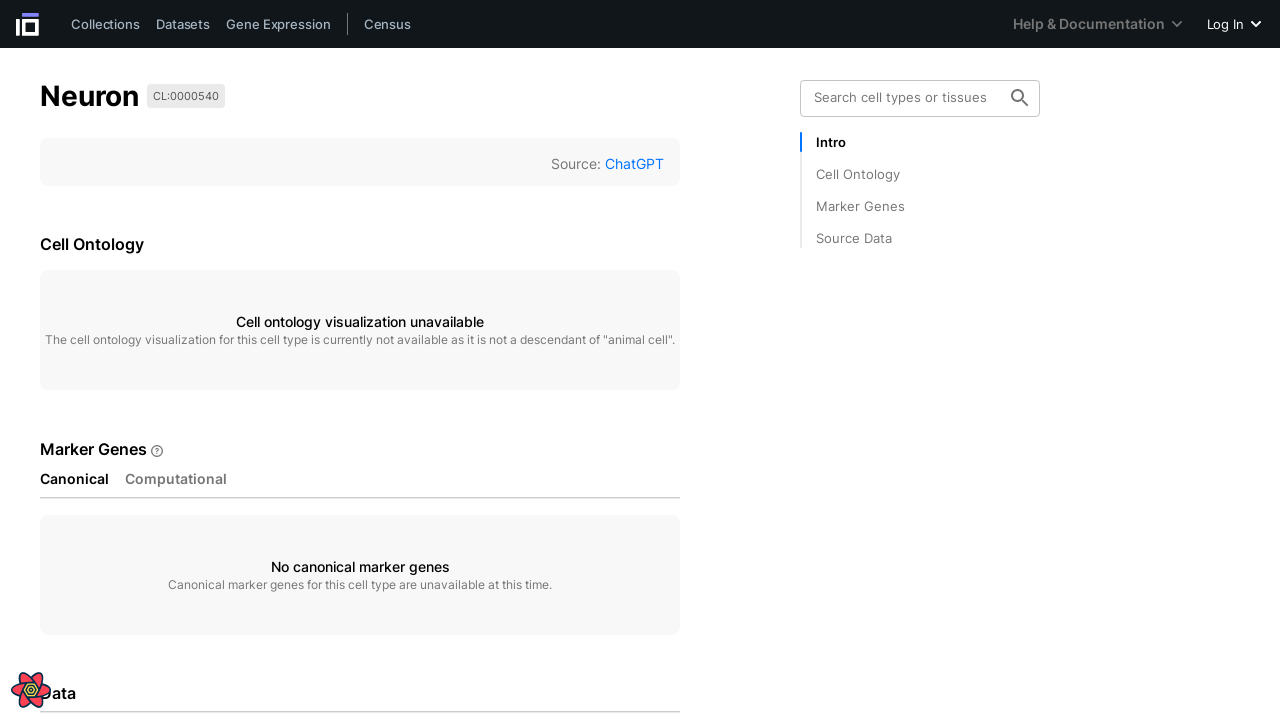 Collections Datasets Gene Expression Census Help & Documentation Log In
Neuron CL:0000540
Search cell types or tissues
Source: ChatGPT
Intro
Cell Ontology
Marker Genes
Source Data
Cell Ontology
Cell ontology visualization unavailable
The cell ontology visualization for this cell type is currently not available as it is not a descendant of "animal cell".
Marker Genes
Canonical Computational
No canonical marker genes
Canonical marker genes for this cell type are unavailable at this time.
Data